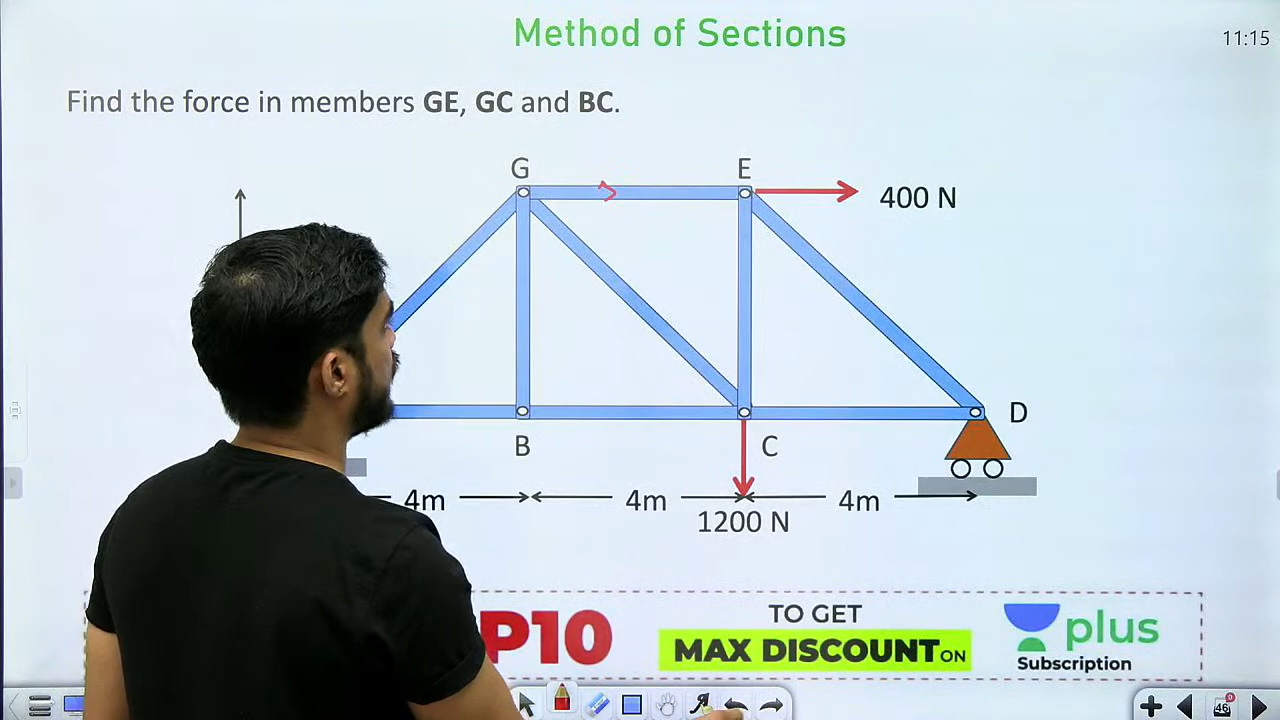 Method of Sections
11:15
Find the force in members GE, GC and BC.
G
E
400 N
D
B
C
4m
4m
4m
1200 N
P10
TO GET
MAX DISCOUNT ON
plus
Subscription
46